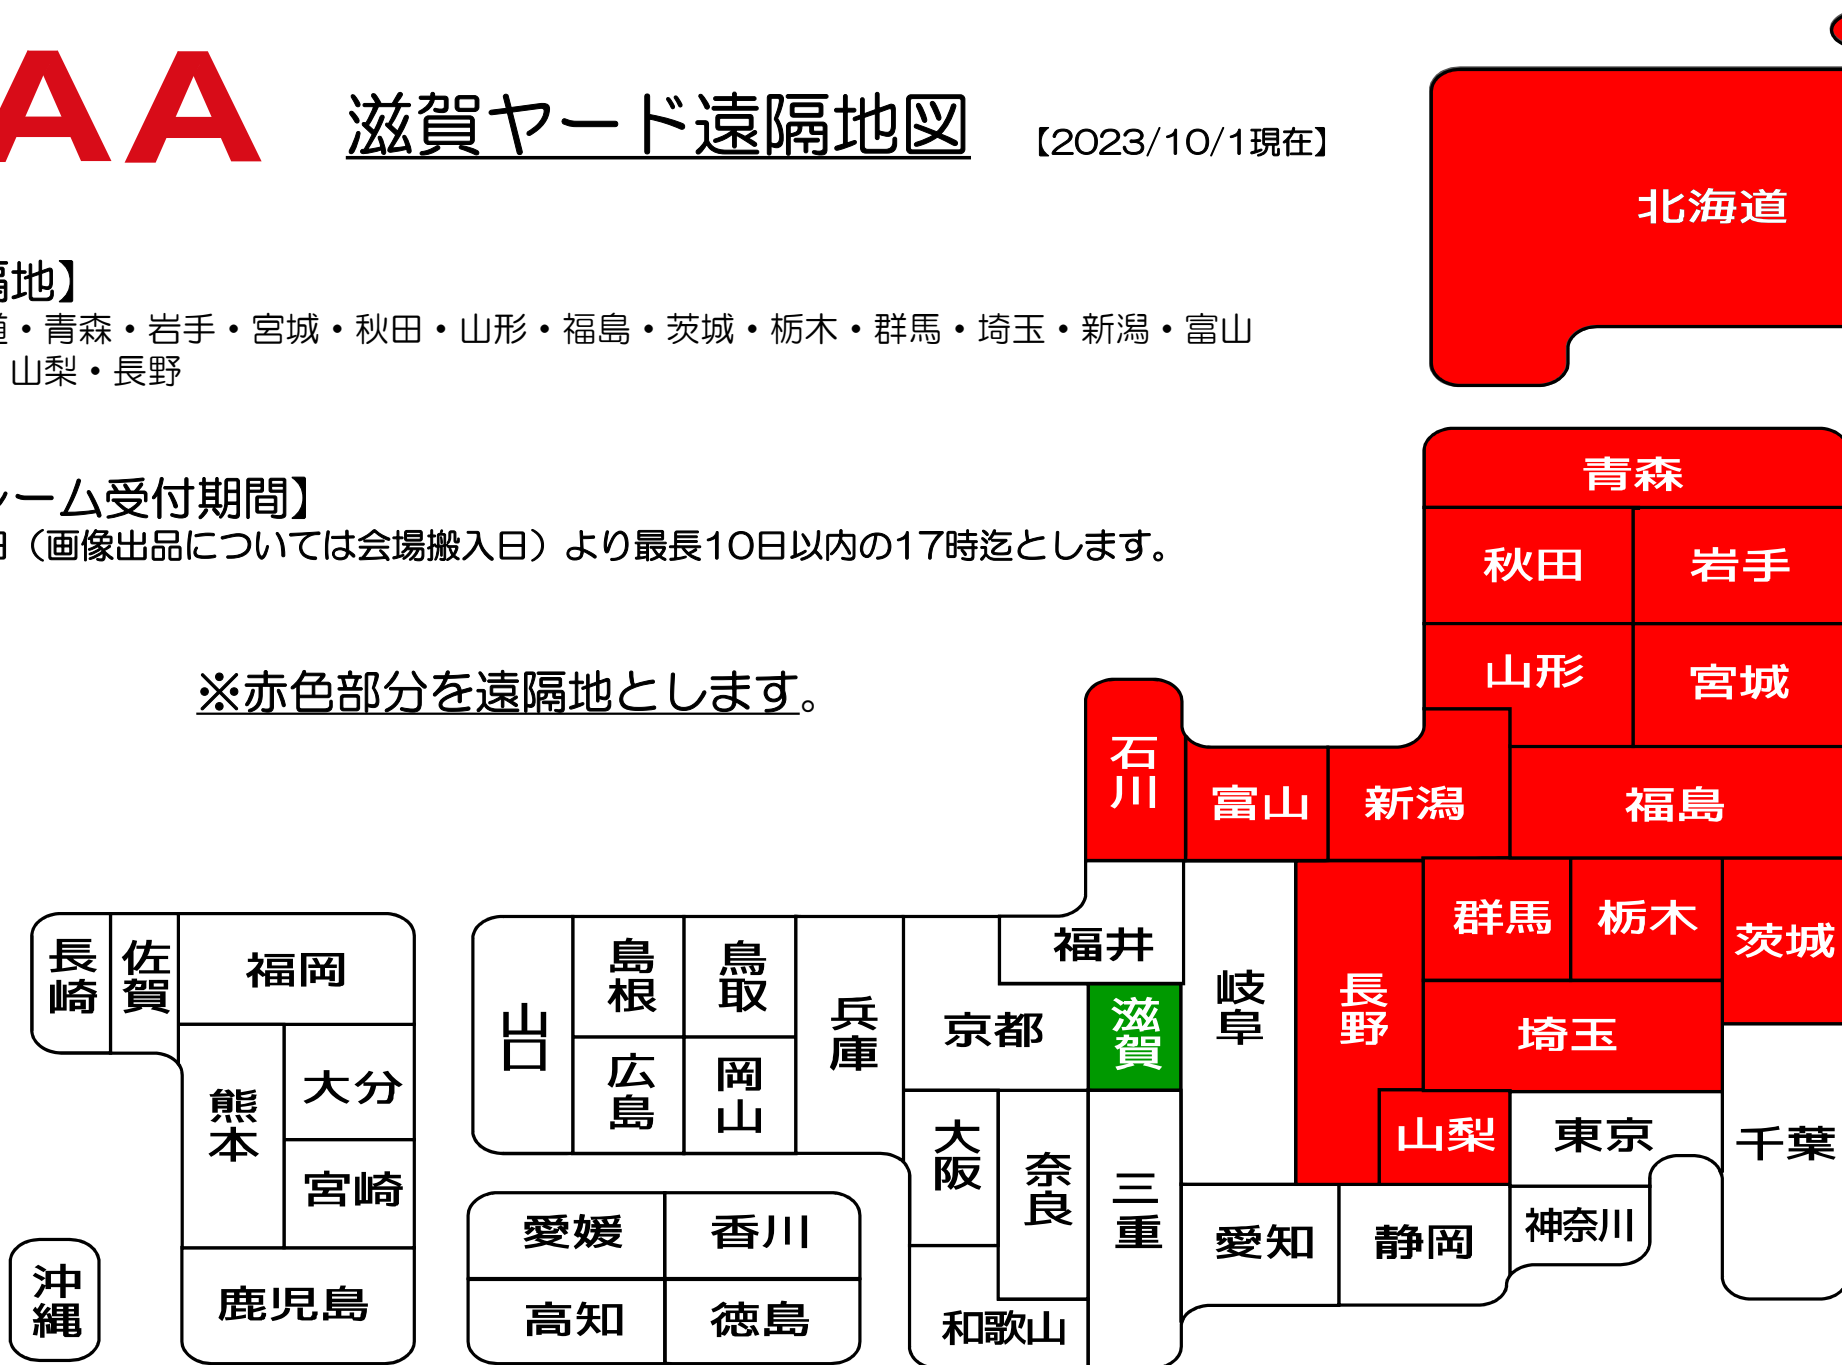 AA
滋賀ヤード遠隔地図
【2023/10/1現在】
隔地】
道・青森・岩手・宮城・秋田・山形・福島・茨城・栃木・群馬・埼玉・新潟・富山
山梨・長野
レーム受付期間】
日（画像出品については会場搬入日）より最長10日以内の17時迄とします。
※赤色部分を遠隔地とします。
北海道
青森
秋田
岩手
山形
宮城
石川
富山
新潟
福島
群馬
栃木
茨城
長野
埼玉
山梨
東京
千葉
神奈川
福井
岐阜
滋賀
京都
兵庫
鳥取
島根
岡山
広島
山口
大阪
奈良
三重
愛知
静岡
和歌山
愛媛
香川
高知
徳島
長崎
佐賀
福岡
熊本
大分
宮崎
鹿児島
沖縄